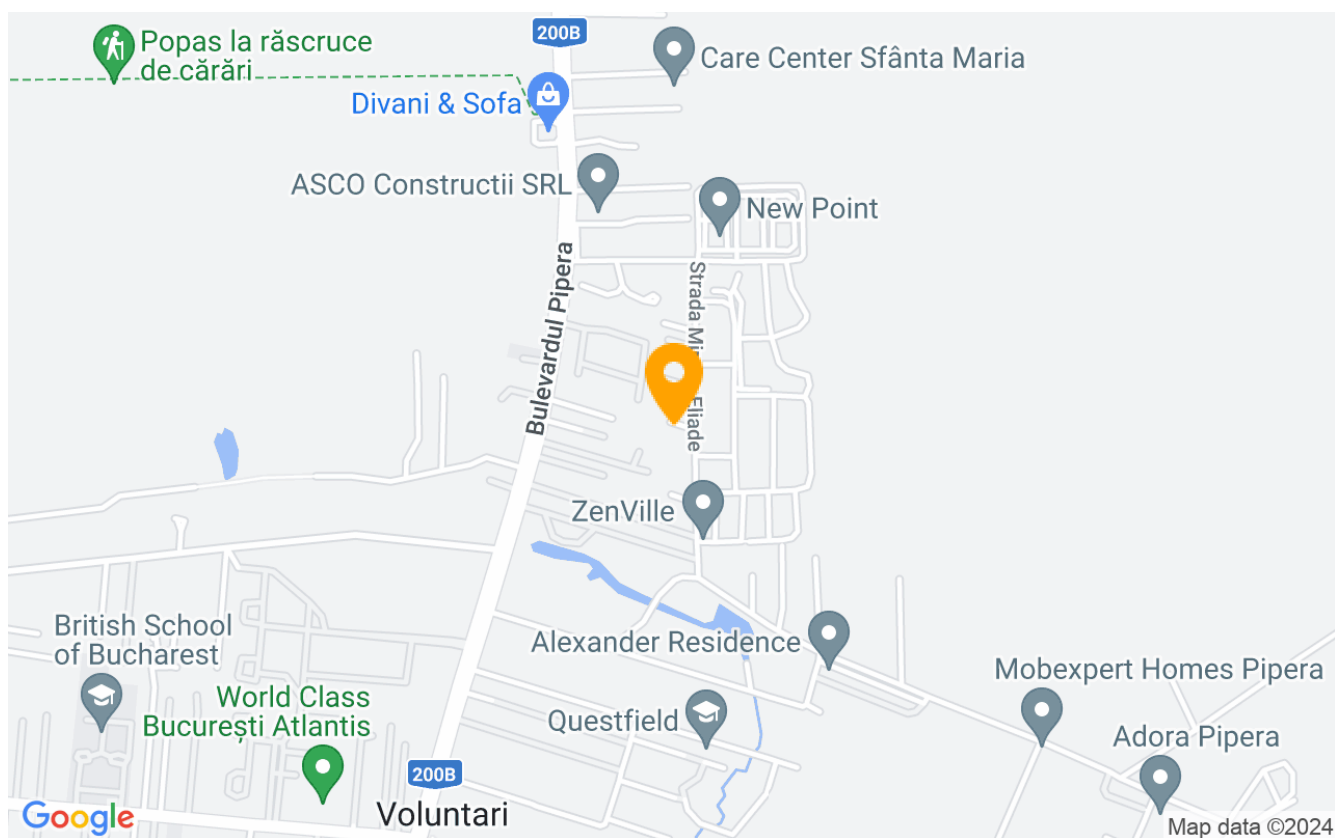 200B
Popas la răscruce
de cărări
Care Center Sfânta Maria
Divani & Sofa
ASCO Constructii SRL
New Point
Bulevardul Pipera
Strada Mi
Eliade
ZenVille
British School
of Bucharest
Alexander Residence
World Class
București Atlantis
Questfield
Mobexpert Homes Pipera
Adora Pipera
200B
Voluntari
Google
Map data ©2024